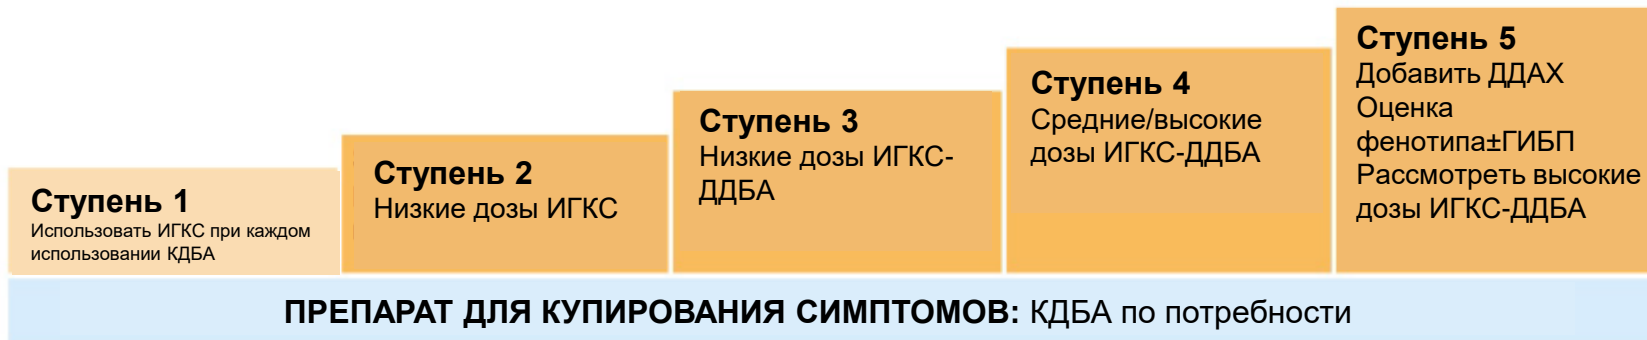 Ступень 1
Использовать ИГКС при каждом
использовании КДБА
Ступень 2
Низкие дозы ИГКС
Ступень 3
Низкие дозы ИГКС-
ДДБА
Ступень 4
Средние/высокие
дозы ИГКС-ДДБА
Ступень 5
Добавить ДДАХ
Оценка
фенотипа±ГИБП
Рассмотреть высокие
дозы ИГКС-ДДБА
ПРЕПАРАТ ДЛЯ КУПИРОВАНИЯ СИМПТОМОВ: КДБА по потребности